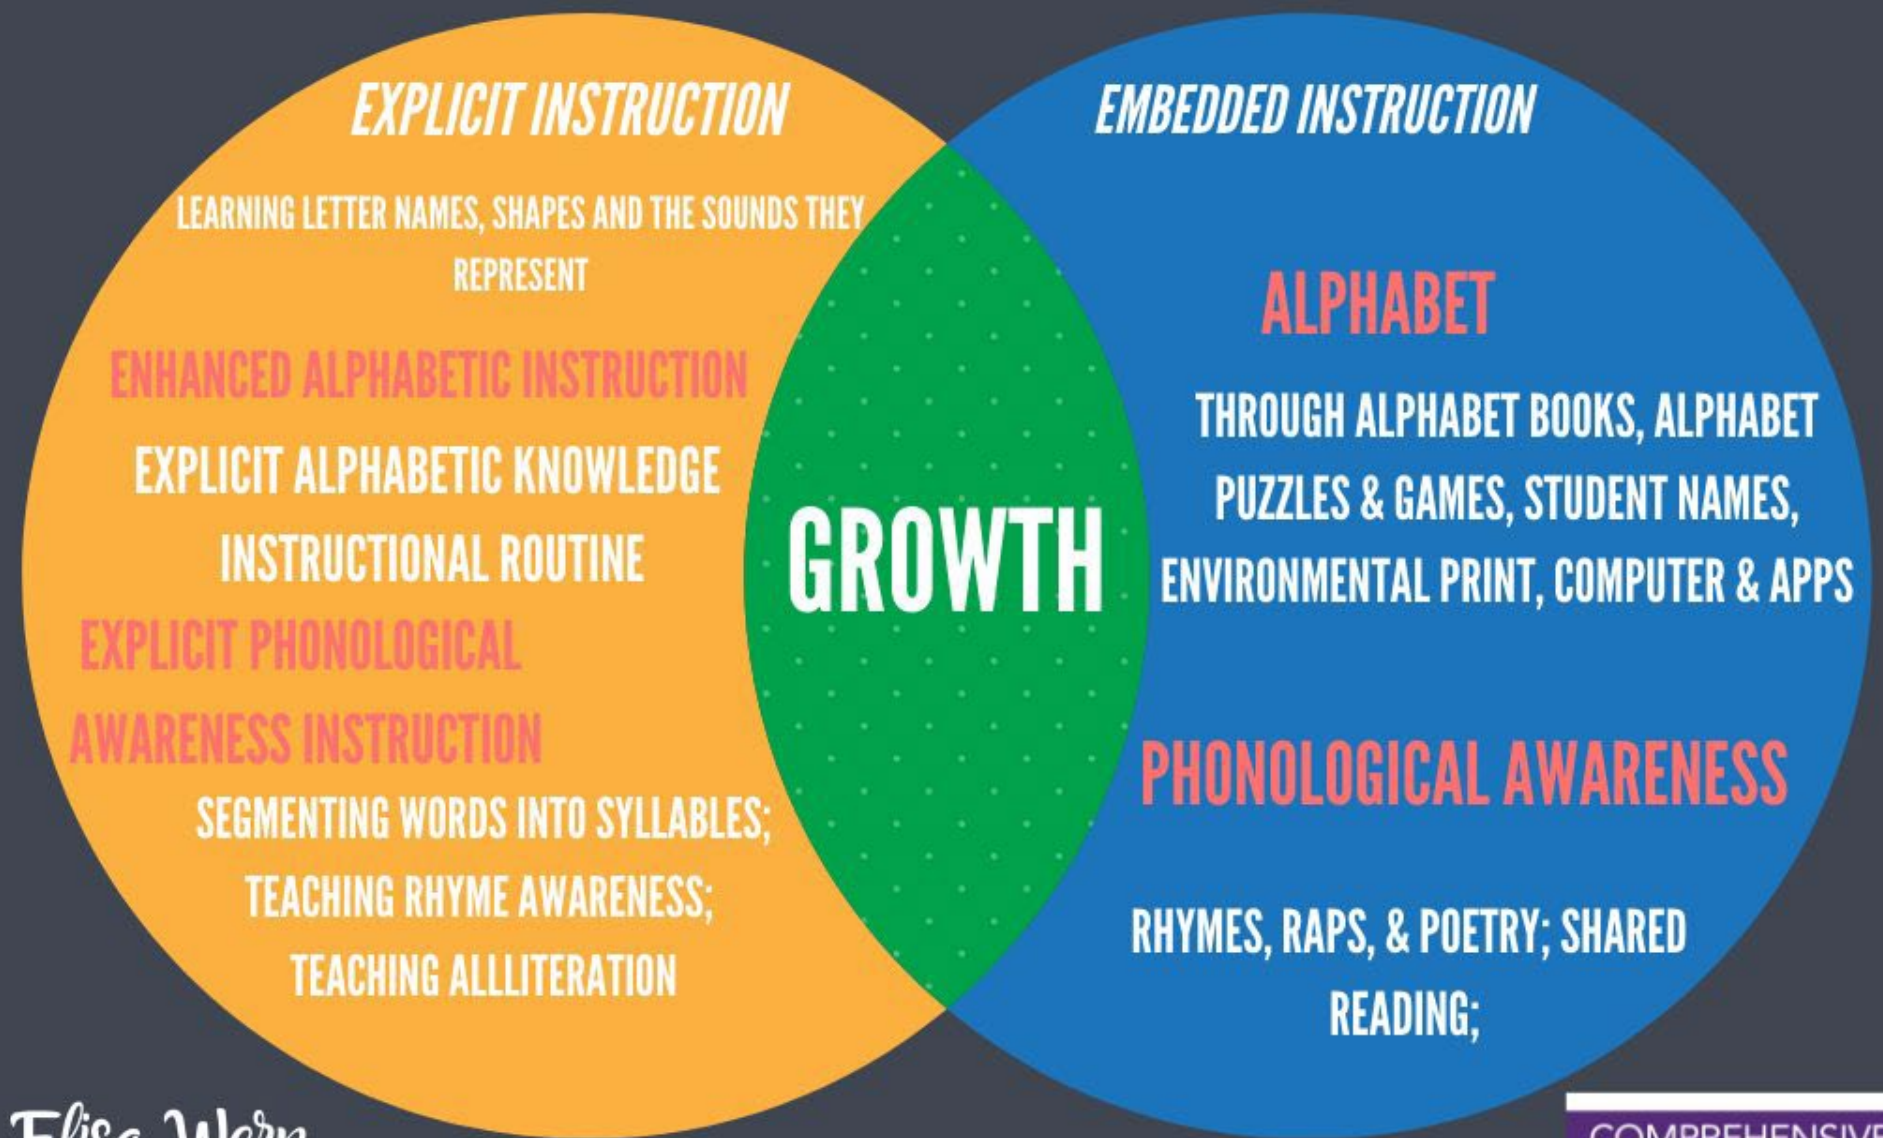 EXPLICIT INSTRUCTION
LEARNING LETTER NAMES, SHAPES AND THE SOUNDS THEY
REPRESENT
ENHANCED ALPHABETIC INSTRUCTION
EXPLICIT ALPHABETIC KNOWLEDGE
INSTRUCTIONAL ROUTINE
EXPLICIT PHONOLOGICAL
AWARENESS INSTRUCTION
SEGMENTING WORDS INTO SYLLABLES;
TEACHING RHYME AWARENESS;
TEACHING ALLLITERATION
GROWTH
EMBEDDED INSTRUCTION
ALPHABET
THROUGH ALPHABET BOOKS, ALPHABET
PUZZLES & GAMES, STUDENT NAMES,
ENVIRONMENTAL PRINT, COMPUTER & APPS
PHONOLOGICAL AWARENESS
RHYMES, RAPS, & POETRY; SHARED
READING;
COMPREHENSIVE